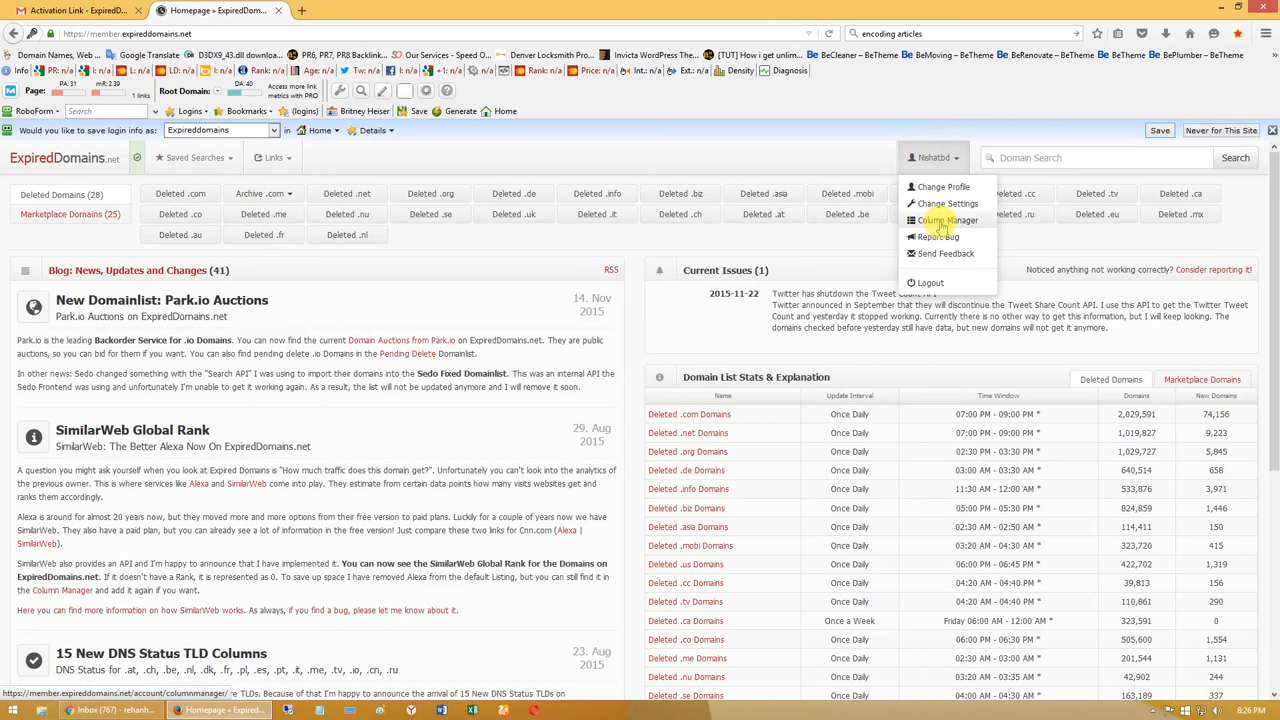 Activation Link - ExpiredD...
Homepage » ExpiredDom...
https://member.expireddomains.net
encoding articles
Domain Names, Web ...
Google Translate
D3DX9_43.dll downloa...
PR6, PR7, PR8 Backlink...
Our Services - Speed O...
Denver Locksmith Pro...
Invicta WordPress The...
[TUT] How i get unlim...
BeCleaner – BeTheme
BeMoving – BeTheme
BeRenovate – BeTheme
BePlumber – BeTheme
Info PR: n/a I: n/a L: n/a LD: n/a I: n/a Rank: n/a Age: n/a Tw: n/a l: n/a +1: n/a n/a whois source Rank: n/a Price: n/a Int.: n/a Ext.: n/a Density Diagnosis
Page: PA: 31 mR: 2.39 1 links Root Domain: DA: 40 Access more link metrics with PRO
RoboForm Search Logins Bookmarks (logins) Britney Heiser Save Generate Home
Would you like to save login info as: Expireddomains in Home Details Save Never for This Site
ExpiredDomains.net Saved Searches Links Nishatbd Domain Search Search
Change Profile
Change Settings
Column Manager
Report Bug
Send Feedback
Logout
Deleted Domains (28) Deleted .com Archive .com Deleted .net Deleted .org Deleted .de Deleted .info Deleted .biz Deleted .asia Deleted .mobi .cc Deleted .tv Deleted .ca
Marketplace Domains (25) Deleted .co Deleted .me Deleted .nu Deleted .se Deleted .uk Deleted .it Deleted .ch Deleted .at Deleted .be .ru Deleted .eu Deleted .mx
Deleted .au Deleted .fr Deleted .nl
Blog: News, Updates and Changes (41) RSS
New Domainlist: Park.io Auctions
Park.io Auctions on ExpiredDomains.net
14. Nov
2015
Park.io is the leading Backorder Service for .io Domains. You can now find the current Domain Auctions from Park.io on ExpiredDomains.net. They are public
auctions, so you can bid for them if you want. You can also find pending delete .io Domains in the Pending Delete Domainlist.
In other news: Sedo changed something with the "Search API" I was using to import their domains into the Sedo Fixed Domainlist. This was an internal API the
Sedo Frontend was using and unfortunately I'm unable to get it working again. As a result, the list will not be updated anymore and I will remove it soon.
SimilarWeb Global Rank
SimilarWeb: The Better Alexa Now On ExpiredDomains.net
29. Aug
2015
A question you might ask yourself when you look at Expired Domains is "How much traffic does this domain get?". Unfortunately you can't look into the analytics of
the previous owner. This is where services like Alexa and SimilarWeb come into play. They estimate from certain data points how many visits websites get and
ranks them accordingly.
Alexa is around for almost 20 years now, but they moved more and more options from their free version to paid plans. Luckily for a couple of years now we have
SimilarWeb. They also have a paid plan, but you can already see a lot of information in the free version! Just compare these two links for Cnn.com (Alexa |
SimilarWeb).
SimilarWeb also provides an API and I'm happy to announce that I have implemented it. You can now see the SimilarWeb Global Rank for the Domains on
ExpiredDomains.net. If it doesn't have a Rank, it is represented as 0. To save up space I have removed Alexa from the default Listing, but you can still find it in
the Column Manager and add it again if you want.
Here you can find more information on how SimilarWeb works. As always, if you find a bug, please let me know about it.
15 New DNS Status TLD Columns
DNS Status for .at, .ch, .be, .nl, .dk, .fr, .pl, .es, .pt, .it, .me, .tv, .io, .cn, .ru
23. Aug
2015
re TLDs. Because of that I'm happy to announce the arrival of 15 New DNS Status TLDs on
https://member.expireddomains.net/account/columnmanager/
Current Issues (1) Noticed anything not working correctly? Consider reporting it!
2015-11-22 Twitter has shutdown the Tweet Count API
Twitter announced in September that they will discontinue the Tweet Share Count API. I use this API to get the Twitter Tweet
Count and yesterday it stopped working. Currently there is no other way to get this information, but I will keep looking. The
domains checked before yesterday still have data, but new domains will not get it anymore.
Domain List Stats & Explanation Deleted Domains Marketplace Domains
Name Update Interval Time Window Domains New Domains
Deleted .com Domains Once Daily 07:00 PM - 09:00 PM * 2,029,591 74,156
Deleted .net Domains Once Daily 07:00 PM - 09:00 PM * 1,019,827 9,223
Deleted .org Domains Once Daily 02:30 PM - 03:30 PM * 1,029,727 5,845
Deleted .de Domains Once Daily 03:00 AM - 03:30 AM * 640,514 658
Deleted .info Domains Once Daily 11:30 AM - 12:00 AM * 533,876 3,971
Deleted .biz Domains Once Daily 05:00 PM - 05:30 PM * 824,859 1,446
Deleted .asia Domains Once Daily 02:30 AM - 02:50 AM * 114,411 150
Deleted .mobi Domains Once Daily 03:20 AM - 04:30 AM * 323,720 415
Deleted .us Domains Once Daily 06:00 PM - 06:45 PM * 422,702 1,319
Deleted .cc Domains Once Daily 04:20 AM - 04:30 AM * 39,813 156
Deleted .tv Domains Once Daily 04:20 AM - 04:40 PM * 110,861 290
Deleted .ca Domains Once a Week Friday 06:00 AM - 12:00 AM * 323,591 0
Deleted .co Domains Once Daily 06:00 PM - 06:30 PM * 505,600 1,554
Deleted .me Domains Once Daily 02:30 AM - 03:00 AM * 201,544 1,131
Deleted .nu Domains Once Daily 03:20 AM - 03:35 AM * 42,902 244
Deleted .se Domains Once Daily 03:20 AM - 04:00 AM * 163,189 337
Inbox (767) - rehanh... Homepage » Expired... 8:26 PM